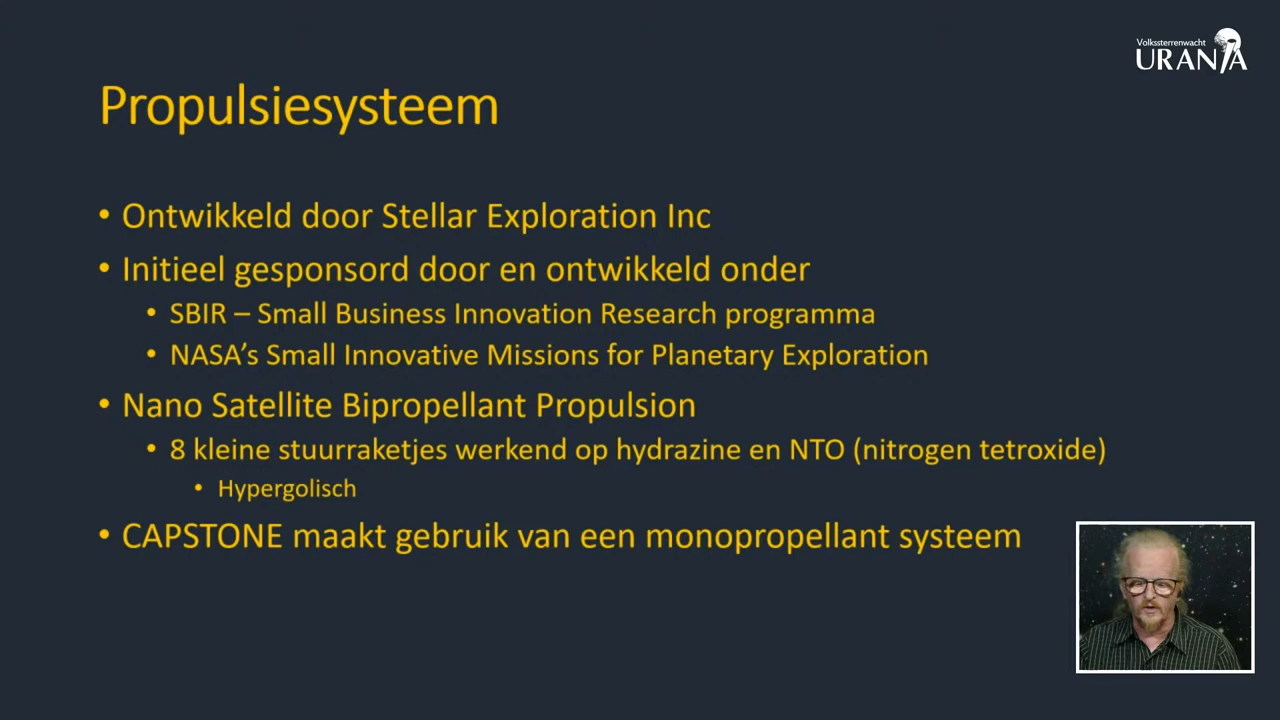 Volkssterrenwacht
URANIA
Propulsiesysteem
• Ontwikkeld door Stellar Exploration Inc
• Initieel gesponsord door en ontwikkeld onder
• SBIR – Small Business Innovation Research programma
• NASA’s Small Innovative Missions for Planetary Exploration
• Nano Satellite Bipropellant Propulsion
• 8 kleine stuurraketjes werkend op hydrazine en NTO (nitrogen tetroxide)
• Hypergolisch
• CAPSTONE maakt gebruik van een monopropellant systeem